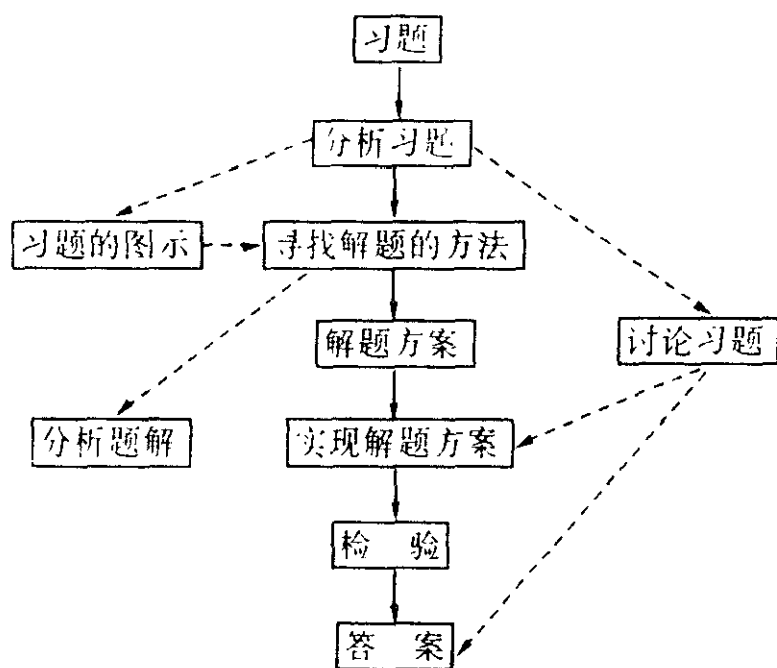 习题
分析习题
习题的图示
寻找解题的方法
解题方案
讨论习题
分析题解
实现解题方案
检 验
答 案